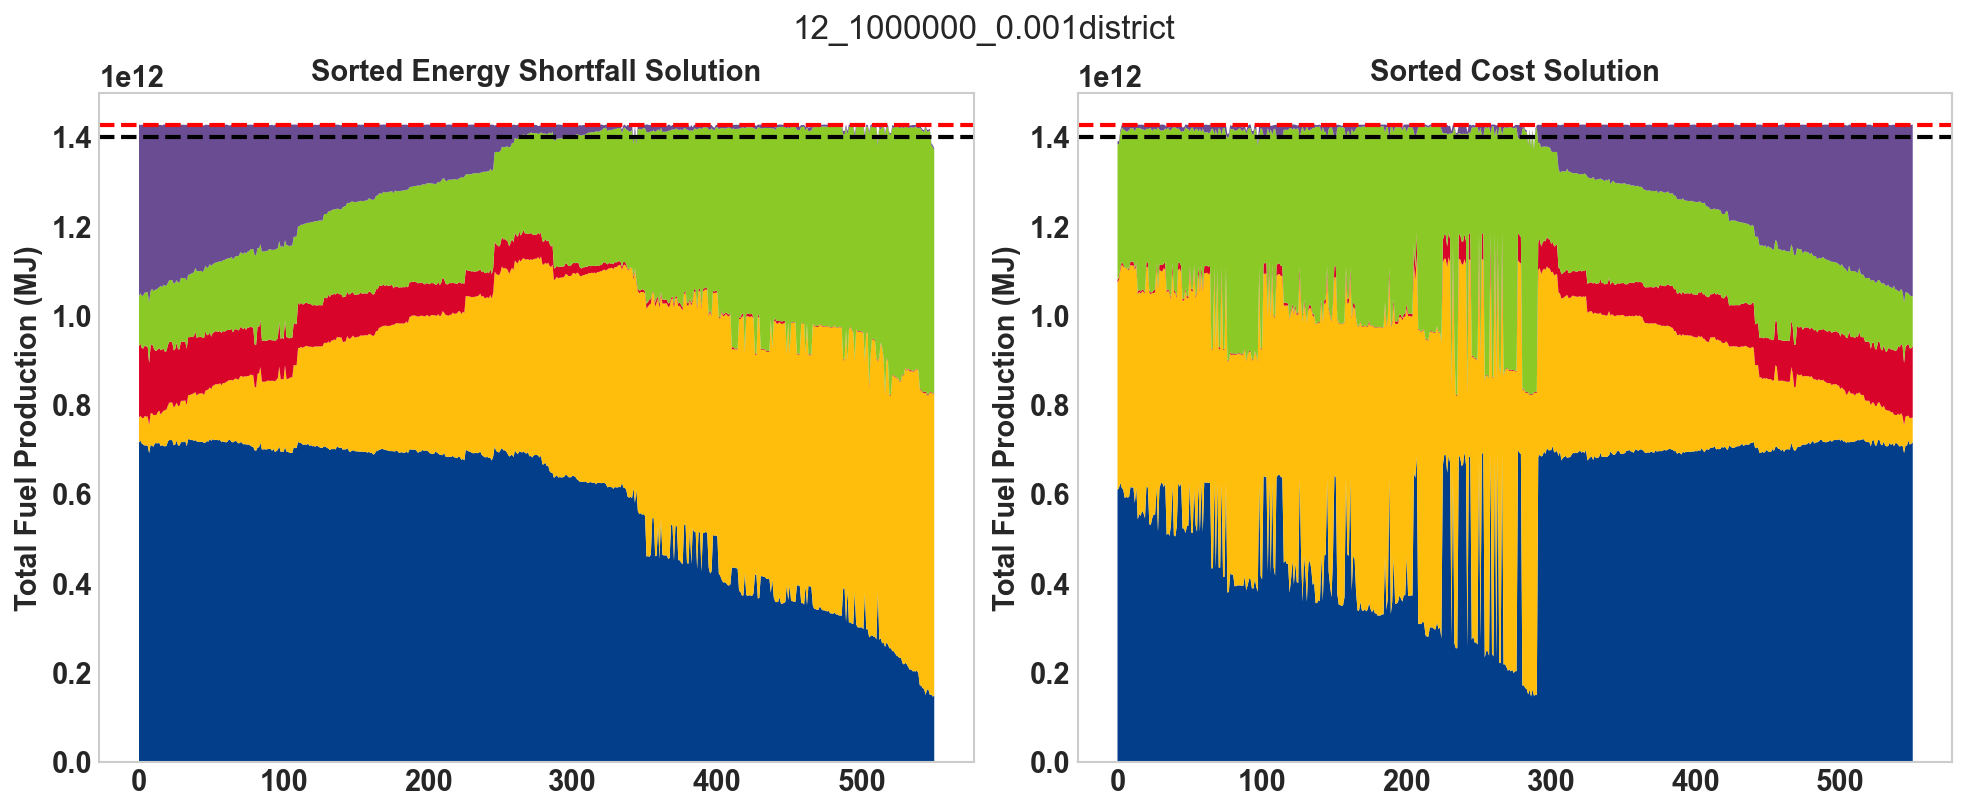 12_1000000_0.001district
Sorted Energy Shortfall Solution
1e12
Total Fuel Production (MJ)
1.4
1.2
1.0
0.8
0.6
0.4
0.2
0.0
0 100 200 300 400 500
Sorted Cost Solution
1e12
Total Fuel Production (MJ)
1.4
1.2
1.0
0.8
0.6
0.4
0.2
0.0
0 100 200 300 400 500